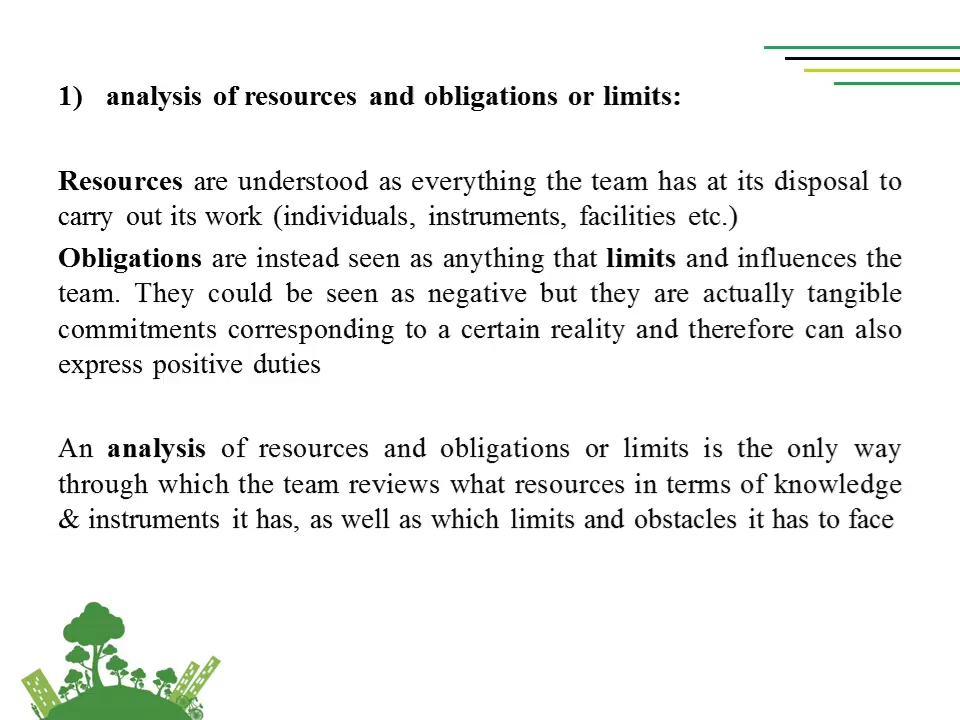 1) analysis of resources and obligations or limits:
Resources are understood as everything the team has at its disposal to
carry out its work (individuals, instruments, facilities etc.)
Obligations are instead seen as anything that limits and influences the
team. They could be seen as negative but they are actually tangible
commitments corresponding to a certain reality and therefore can also
express positive duties
An analysis of resources and obligations or limits is the only way
through which the team reviews what resources in terms of knowledge
& instruments it has, as well as which limits and obstacles it has to face